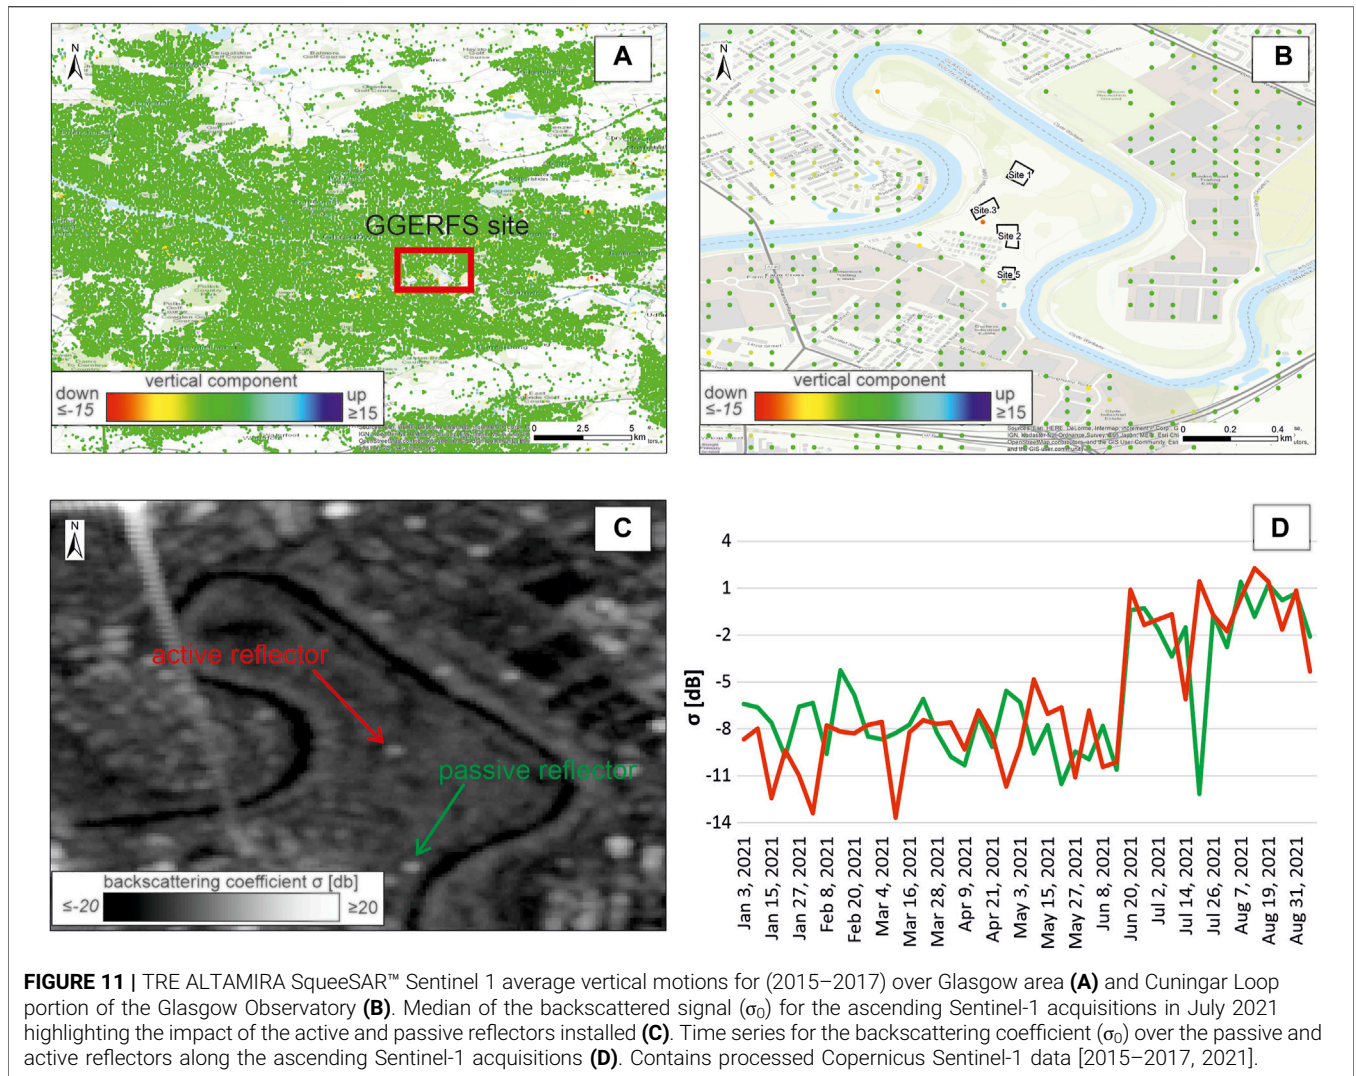 N
A
GGERFS site
vertical component
down
≤-15
up
≥15
0
2.5
5
km
N
B
Site 1
Site 3
Site 2
Site 5
vertical component
down
≤-15
up
≥15
0
0.2
0.4
km
and the GIS user community
N
C
active reflector
passive reflector
backscattering coefficient σ [db]
≤-20
≥20
D
σ [dB]
4
1
-2
-5
-8
-11
-14
Jan 3, 2021
Jan 15, 2021
Jan 27, 2021
Feb 8, 2021
Feb 20, 2021
Mar 4, 2021
Mar 16, 2021
Mar 28, 2021
Apr 9, 2021
Apr 21, 2021
May 3, 2021
May 15, 2021
May 27, 2021
Jun 8, 2021
Jun 20, 2021
Jul 2, 2021
Jul 14, 2021
Jul 26, 2021
Aug 7, 2021
Aug 19, 2021
Aug 31, 2021
FIGURE 11 | TRE ALTAMIRA SqueeSAR™ Sentinel 1 average vertical motions for (2015–2017) over Glasgow area (A) and Cuningar Loop
portion of the Glasgow Observatory (B). Median of the backscattered signal (σ0) for the ascending Sentinel-1 acquisitions in July 2021
highlighting the impact of the active and passive reflectors installed (C). Time series for the backscattering coefficient (σ0) over the passive and
active reflectors along the ascending Sentinel-1 acquisitions (D). Contains processed Copernicus Sentinel-1 data [2015–2017, 2021].